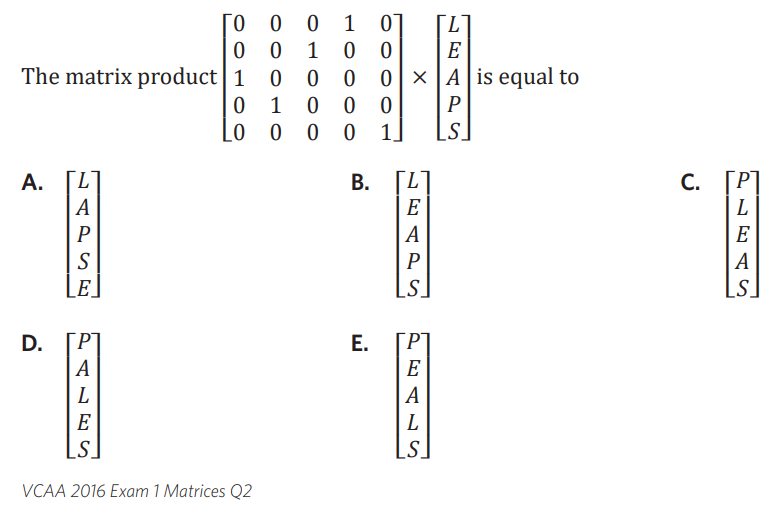 [0 0 0 1 0] [L]
[0 0 1 0 0] [E]
The matrix product [1 0 0 0 0] × [A] is equal to
[0 1 0 0 0] [P]
[0 0 0 0 1] [S]
A. [L] B. [L] C. [P]
[A] [E] [L]
[P] [A] [E]
[S] [P] [A]
[E] [S] [S]
D. [P] E. [P]
[A] [E]
[L] [A]
[E] [L]
[S] [S]
VCAA 2016 Exam 1 Matrices Q2